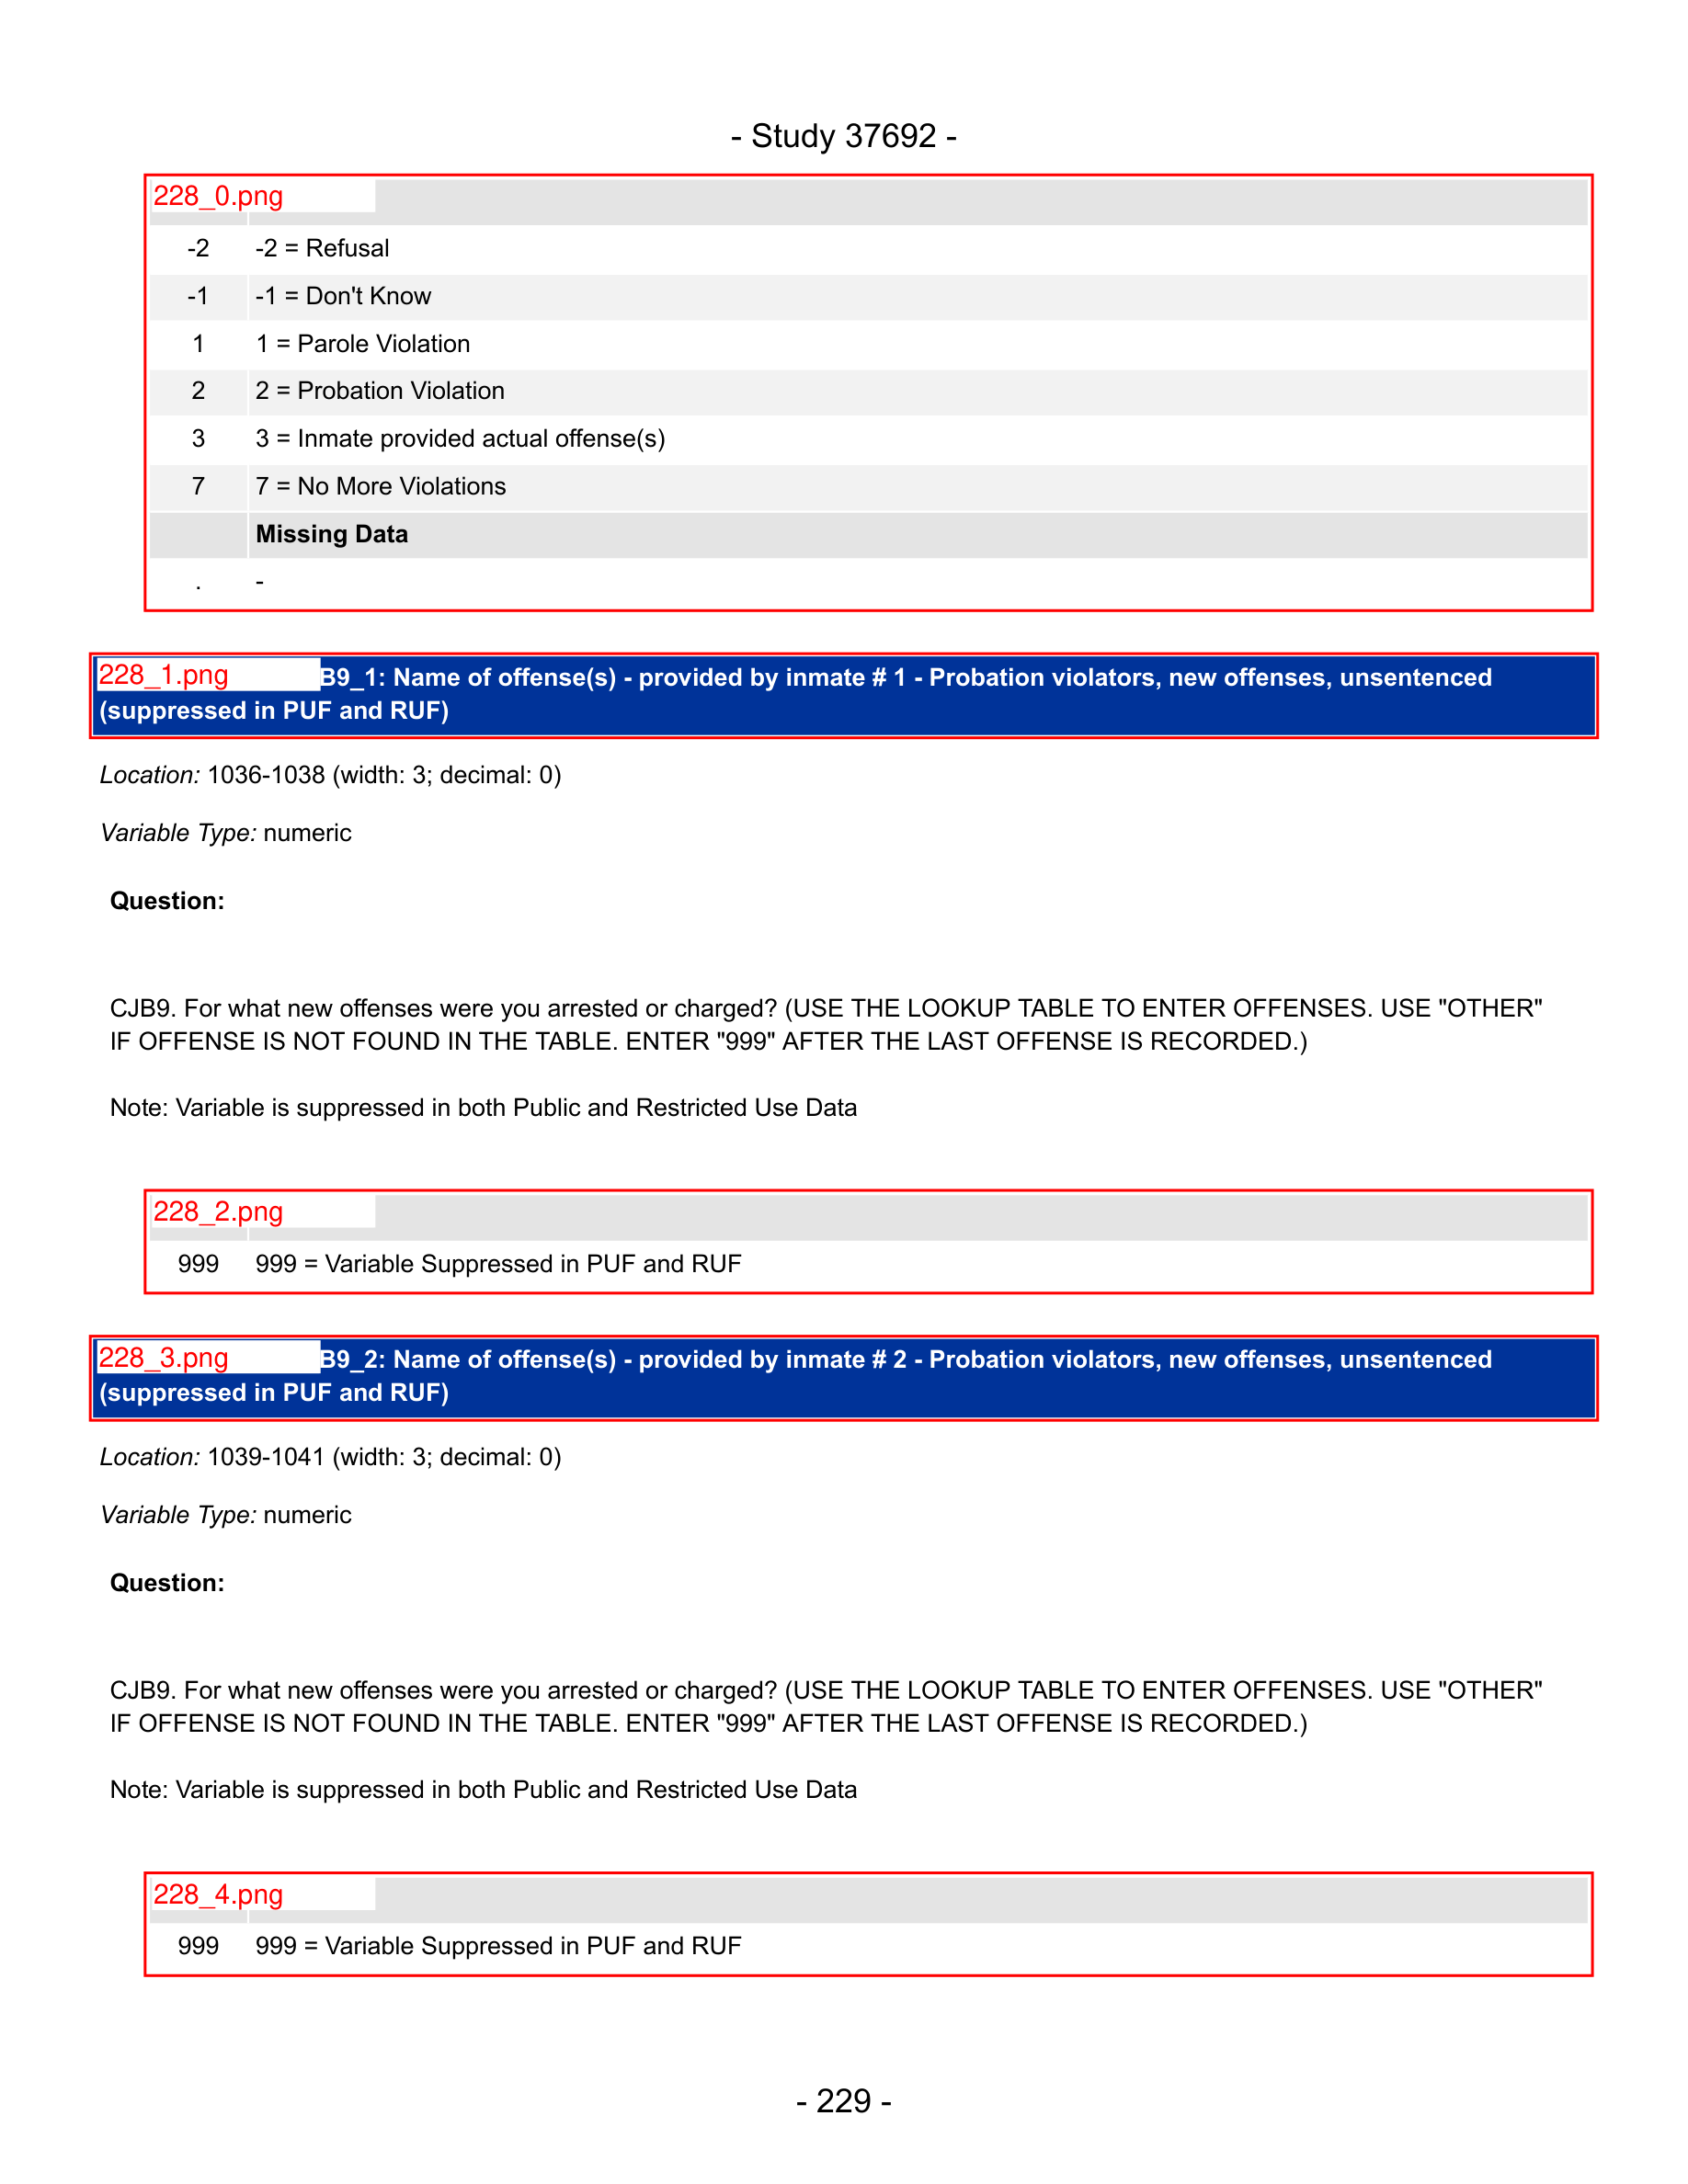 - Study 37692 -
228_0.png
-2 -2 = Refusal
-1 -1 = Don't Know
1 1 = Parole Violation
2 2 = Probation Violation
3 3 = Inmate provided actual offense(s)
7 7 = No More Violations
Missing Data
. -
228_1.png B9_1: Name of offense(s) - provided by inmate # 1 - Probation violators, new offenses, unsentenced
(suppressed in PUF and RUF)
Location: 1036-1038 (width: 3; decimal: 0)
Variable Type: numeric
Question:
CJB9. For what new offenses were you arrested or charged? (USE THE LOOKUP TABLE TO ENTER OFFENSES. USE "OTHER"
IF OFFENSE IS NOT FOUND IN THE TABLE. ENTER "999" AFTER THE LAST OFFENSE IS RECORDED.)
Note: Variable is suppressed in both Public and Restricted Use Data
228_2.png
999 999 = Variable Suppressed in PUF and RUF
228_3.png B9_2: Name of offense(s) - provided by inmate # 2 - Probation violators, new offenses, unsentenced
(suppressed in PUF and RUF)
Location: 1039-1041 (width: 3; decimal: 0)
Variable Type: numeric
Question:
CJB9. For what new offenses were you arrested or charged? (USE THE LOOKUP TABLE TO ENTER OFFENSES. USE "OTHER"
IF OFFENSE IS NOT FOUND IN THE TABLE. ENTER "999" AFTER THE LAST OFFENSE IS RECORDED.)
Note: Variable is suppressed in both Public and Restricted Use Data
228_4.png
999 999 = Variable Suppressed in PUF and RUF
- 229 -